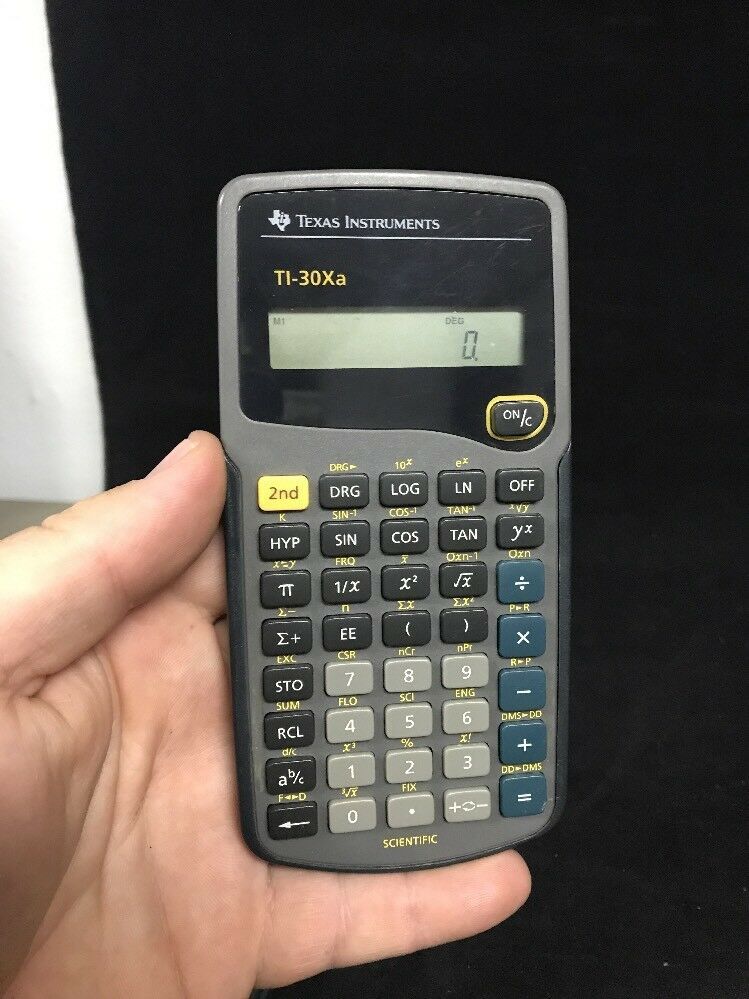 TEXAS INSTRUMENTS
TI-30Xa
M1 DEG
0.
ON/C
DRG► 10ˣ eˣ
2nd DRG LOG LN OFF
K SIN-1 COS-1 TAN-1 ˣ√y
HYP SIN COS TAN yˣ
FRQ x̄ Οxn-1 Οxn
π 1/x x² √x ÷
Σ− n Σx Σx² P►R
Σ+ EE ( ) ×
EXC CSR nCr nPr R►P
STO 7 8 9 −
SUM FLO SCI ENG DMS►DD
RCL 4 5 6 +
d/c x³ % x! DD►DMS
ab/c 1 2 3 =
F◄►D ³√x FIX
← 0 . +⇄−
SCIENTIFIC